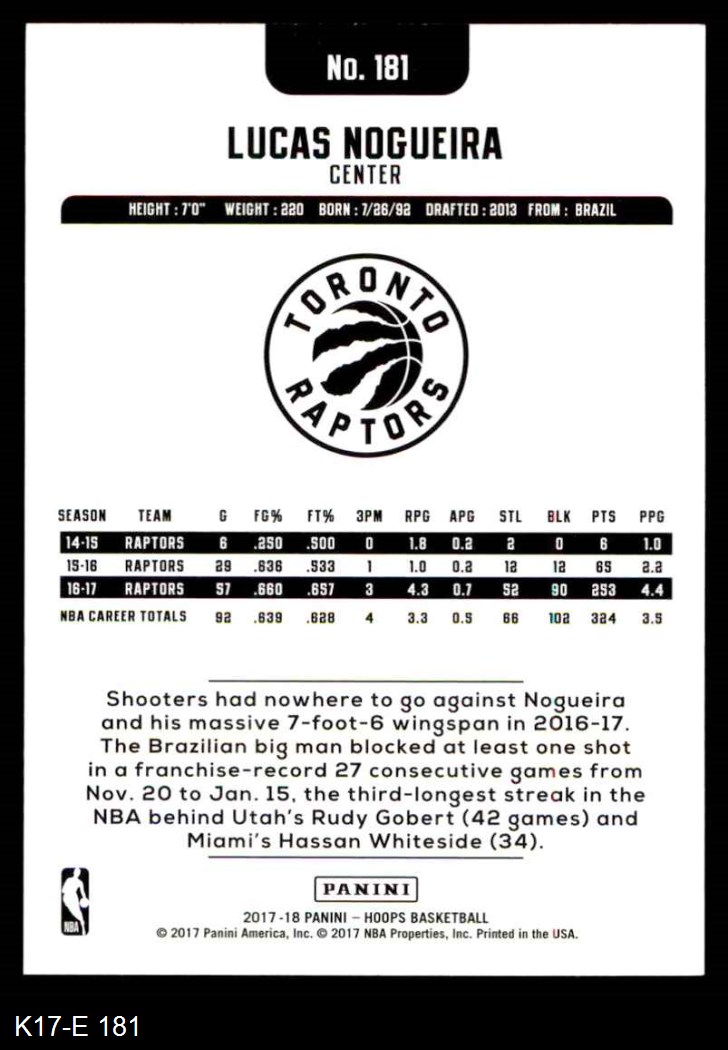 No. 181
LUCAS NOGUEIRA
CENTER
HEIGHT : 7'0" WEIGHT : 220 BORN : 7/26/92 DRAFTED : 2013 FROM : BRAZIL
TORONTO
RAPTORS
SEASON TEAM G FG% FT% 3PM RPG APG STL BLK PTS PPG
14-15 RAPTORS 6 .250 .500 0 1.8 0.2 2 0 6 1.0
15-16 RAPTORS 29 .636 .533 1 1.0 0.2 12 12 65 2.2
16-17 RAPTORS 57 .660 .657 3 4.3 0.7 52 90 253 4.4
NBA CAREER TOTALS 92 .639 .628 4 3.3 0.5 66 102 324 3.5
Shooters had nowhere to go against Nogueira
and his massive 7-foot-6 wingspan in 2016-17.
The Brazilian big man blocked at least one shot
in a franchise-record 27 consecutive games from
Nov. 20 to Jan. 15, the third-longest streak in the
NBA behind Utah's Rudy Gobert (42 games) and
Miami's Hassan Whiteside (34).
PANINI
NBA
2017-18 PANINI – HOOPS BASKETBALL
© 2017 Panini America, Inc. © 2017 NBA Properties, Inc. Printed in the USA.
K17-E 181